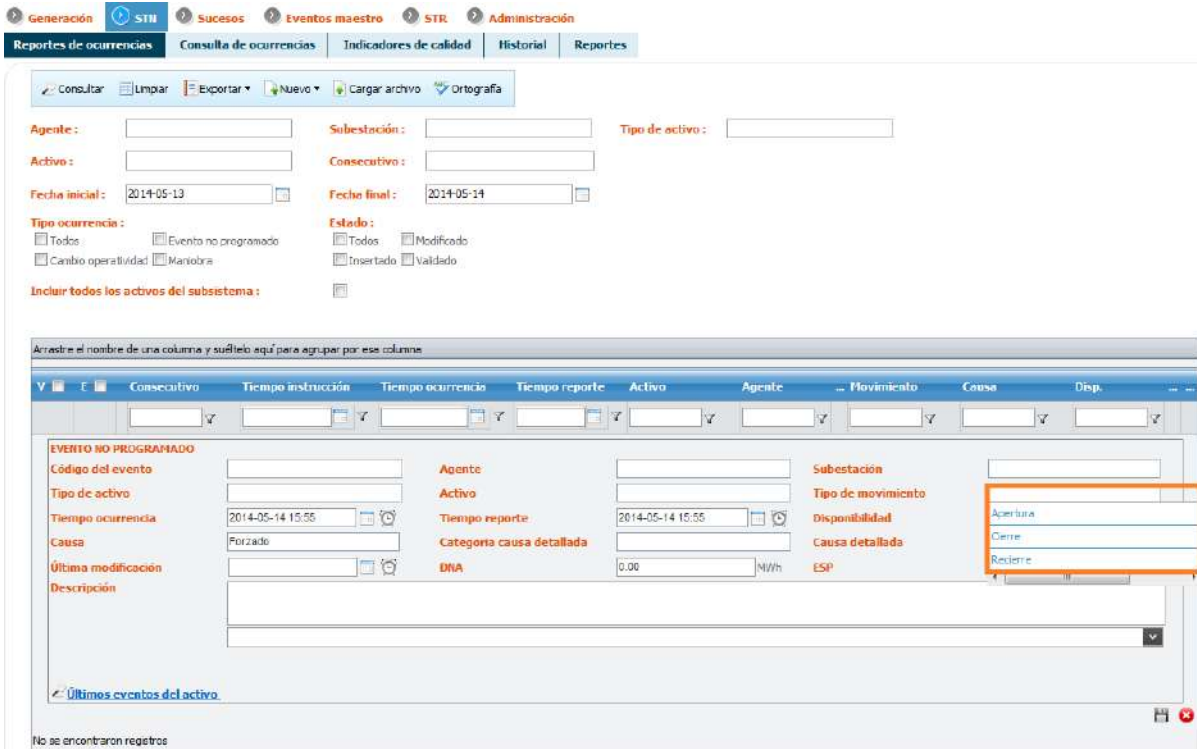 Generación STN Sucesos Eventos maestro STR Administración
Reportes de ocurrencias Consulta de ocurrencias Indicadores de calidad Historial Reportes
Consultar Limpiar Exportar Nuevo Cargar archivo Ortografía
Agente : Subestación : Tipo de activo :
Activo : Consecutivo :
Fecha inicial : 2014-05-13 Fecha final : 2014-05-14
Tipo ocurrencia : Estado :
Todos Evento no programado Todos Modificado
Cambio operatividad Maniobra Insertado Validado
Incluir todos los activos del subsistema :
Arrastre el nombre de una columna y suéltelo aquí para agrupar por esa columna
V E Consecutivo Tiempo instrucción Tiempo ocurrencia Tiempo reporte Activo Agente ... Movimiento Causa Disp. ... ...
EVENTO NO PROGRAMADO
Código del evento Agente Subestación
Tipo de activo Activo Tipo de movimiento
Apertura
Tiempo ocurrencia 2014-05-14 15:55 Tiempo reporte 2014-05-14 15:55 Disponibilidad
Cierre
Causa Forzado Categoria causa detallada Causa detallada
Recierre
Última modificación DNA 0.00 MWh ESP
Descripción
Últimos eventos del activo
No se encontraron registros